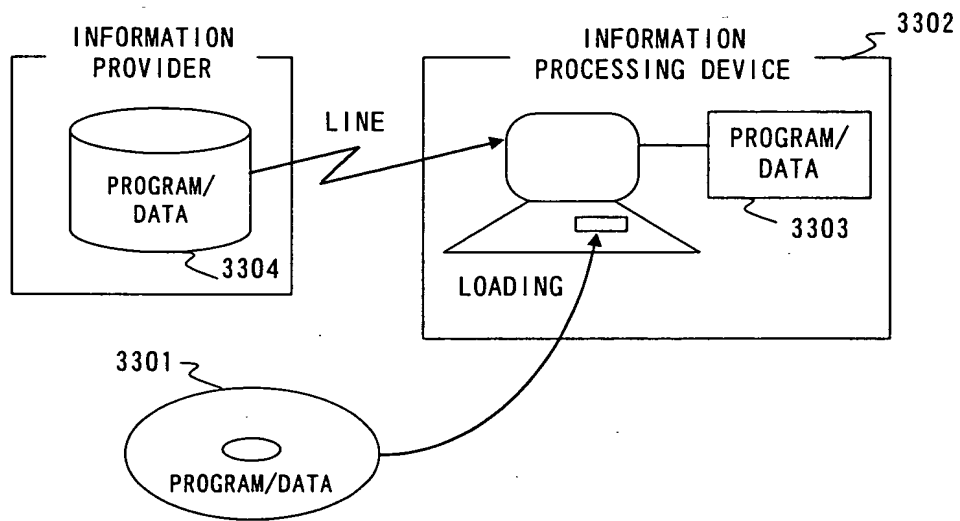 INFORMATION
PROVIDER
PROGRAM/
DATA
3304
LINE
INFORMATION
PROCESSING DEVICE
3302
PROGRAM/
DATA
3303
LOADING
3301
PROGRAM/DATA